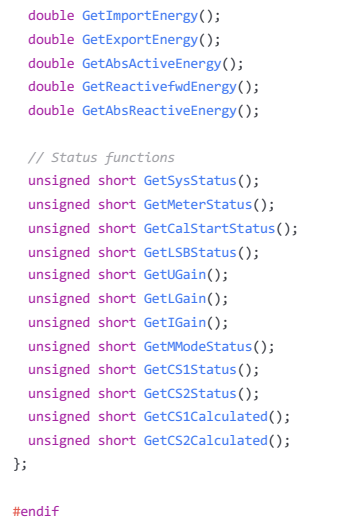 double GetImportEnergy();
double GetExportEnergy();
double GetAbsActiveEnergy();
double GetReactivefwdEnergy();
double GetAbsReactiveEnergy();
// Status functions
unsigned short GetSysStatus();
unsigned short GetMeterStatus();
unsigned short GetCalStartStatus();
unsigned short GetLSBStatus();
unsigned short GetUGain();
unsigned short GetLGain();
unsigned short GetIGain();
unsigned short GetMModeStatus();
unsigned short GetCS1Status();
unsigned short GetCS2Status();
unsigned short GetCS1Calculated();
unsigned short GetCS2Calculated();
};
#endif